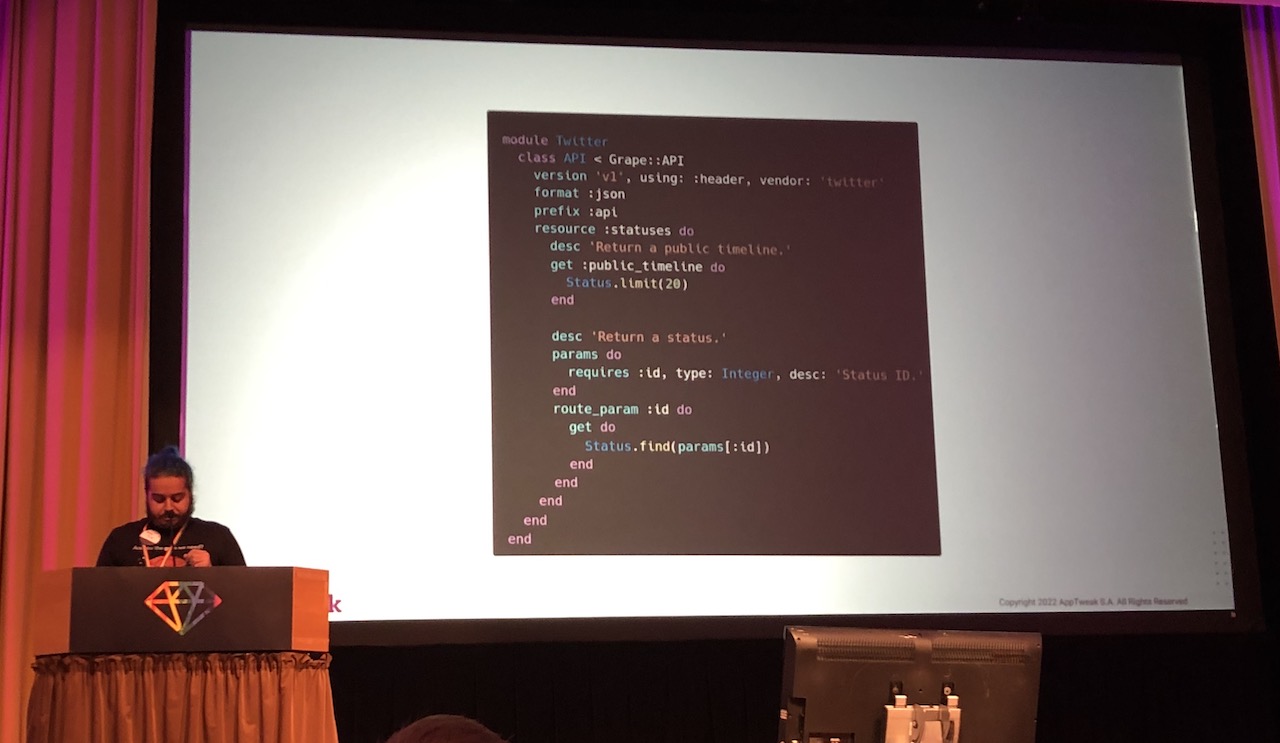 module Twitter
class API < Grape::API
version 'v1', using: :header, vendor: 'twitter'
format :json
prefix :api
resource :statuses do
desc 'Return a public timeline.'
get :public_timeline do
Status.limit(20)
end
desc 'Return a status.'
params do
requires :id, type: Integer, desc: 'Status ID.'
end
route_param :id do
get do
Status.find(params[:id])
end
end
end
end
end
k
Copyright 2022 AppTweak S.A. All Rights Reserved